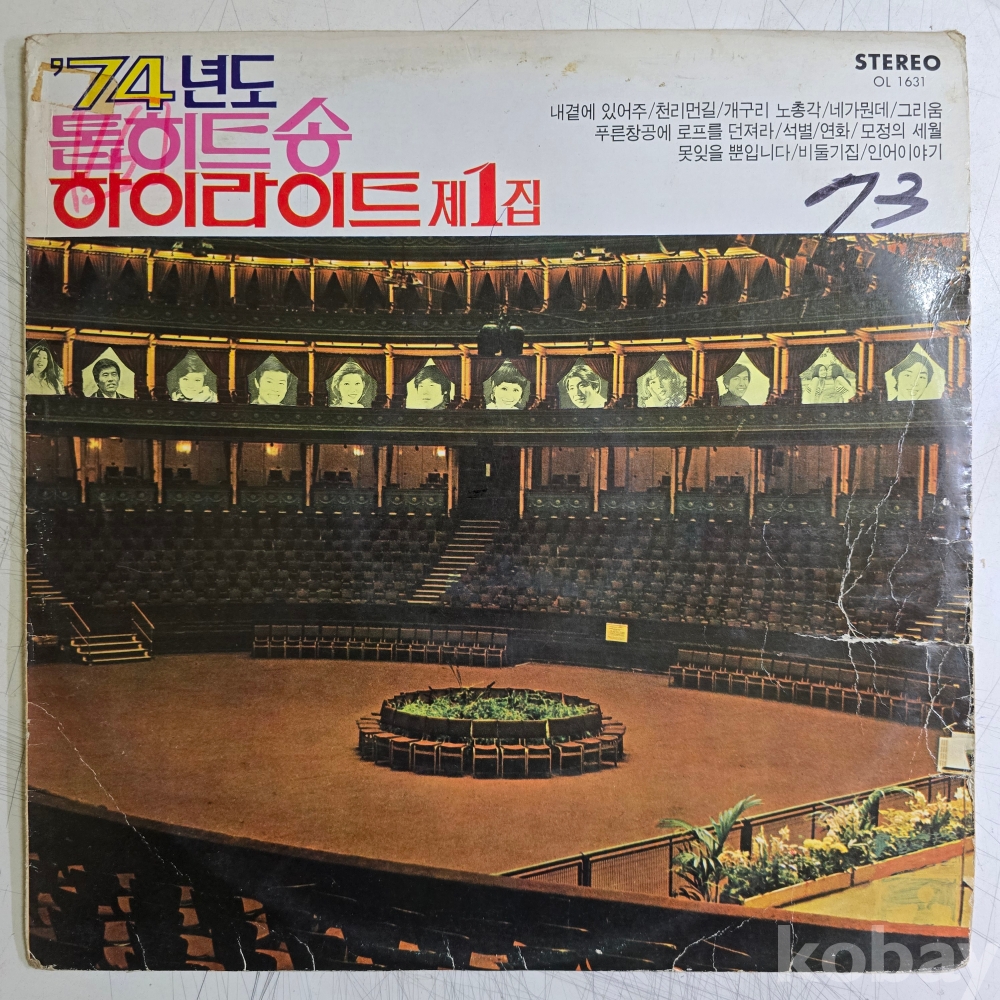 '74년도
톱히트송
하이라이트 제1집
STEREO
OL 1631
내곁에 있어주/천리먼길/개구리 노총각/네가뭔데/그리움
푸른창공에 로프를 던져라/석별/연화/모정의 세월
못잊을 뿐입니다/비둘기집/인어이야기
73
kobay